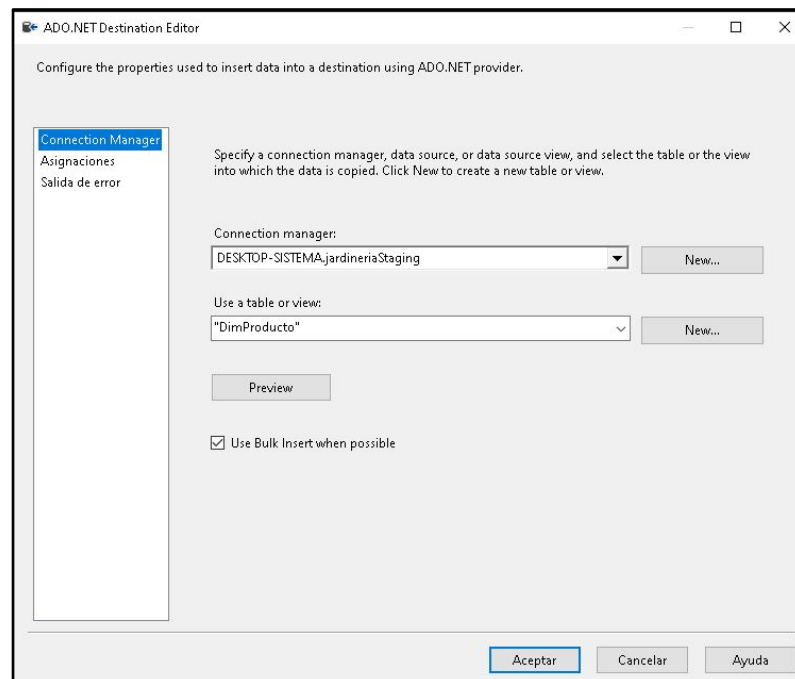 ADO.NET Destination Editor
Configure the properties used to insert data into a destination using ADO.NET provider.
Connection Manager
Asignaciones
Salida de error
Specify a connection manager, data source, or data source view, and select the table or the view
into which the data is copied. Click New to create a new table or view.
Connection manager:
DESKTOP-SISTEMA.jardineriaStaging
New...
Use a table or view:
"DimProducto"
New...
Preview
Use Bulk Insert when possible
Aceptar
Cancelar
Ayuda